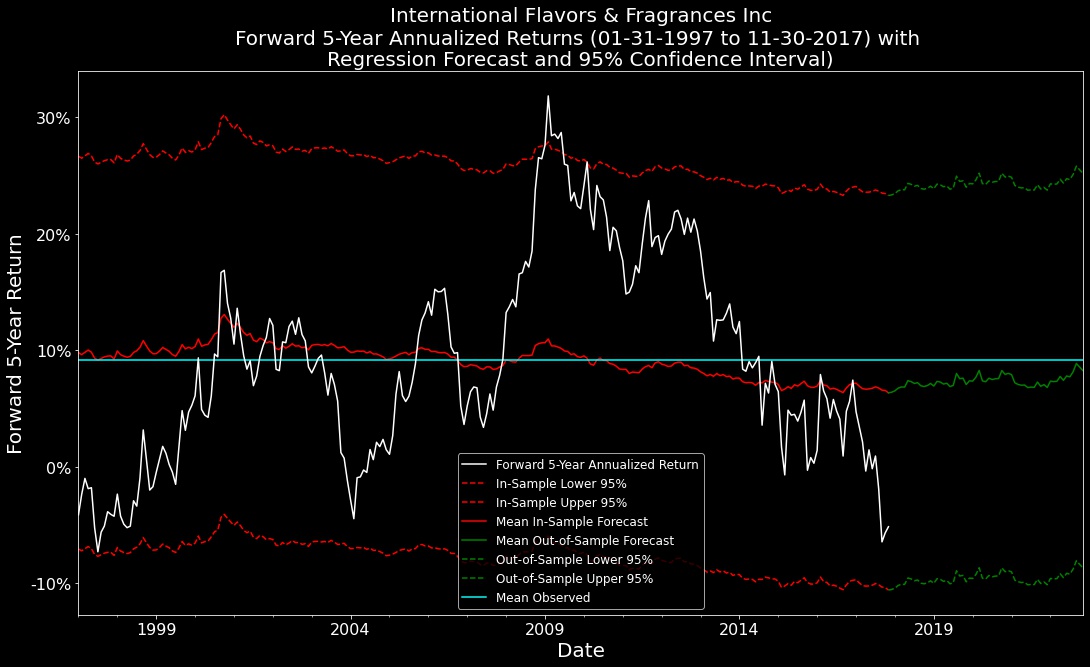 International Flavors & Fragrances Inc
Forward 5-Year Annualized Returns (01-31-1997 to 11-30-2017) with
Regression Forecast and 95% Confidence Interval)
Forward 5-Year Return
30%
20%
10%
0%
-10%
Forward 5-Year Annualized Return
In-Sample Lower 95%
In-Sample Upper 95%
Mean In-Sample Forecast
Mean Out-of-Sample Forecast
Out-of-Sample Lower 95%
Out-of-Sample Upper 95%
Mean Observed
1999 2004 2009 2014 2019
Date